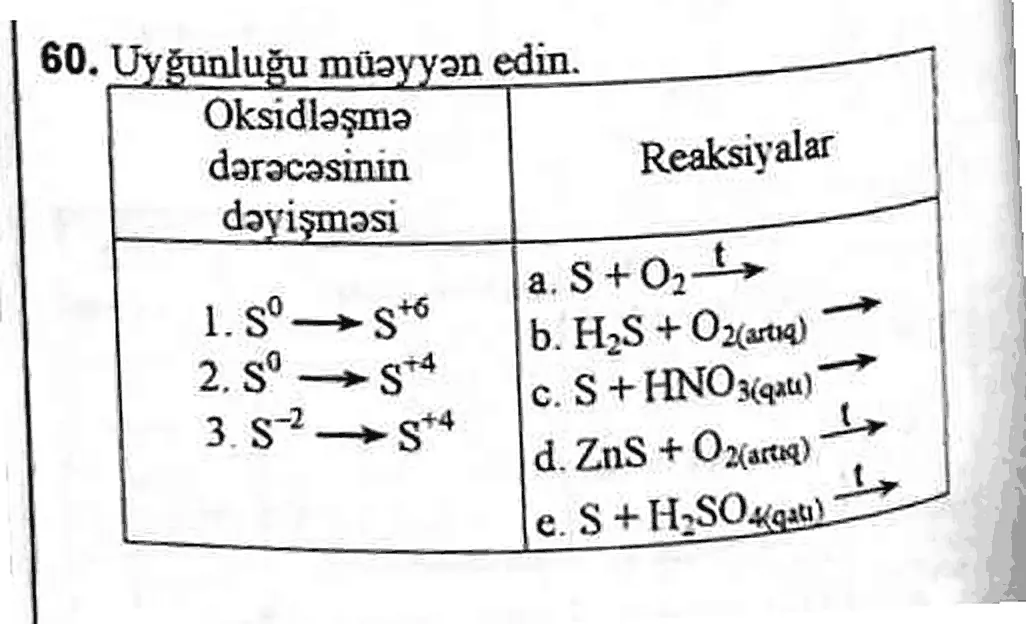 60. Uyğunluğu müəyyən edin.
Oksidləşmə
dərəcəsinin
dəyişməsi
Reaksiyalar
1. S⁰ → S⁺⁶
2. S⁰ → S⁺⁴
3. S⁻² → S⁺⁴
a. S + O₂ t→
b. H₂S + O₂(artıq) →
c. S + HNO₃(qatı) →
d. ZnS + O₂(artıq) t→
e. S + H₂SO₄(qatı) t→